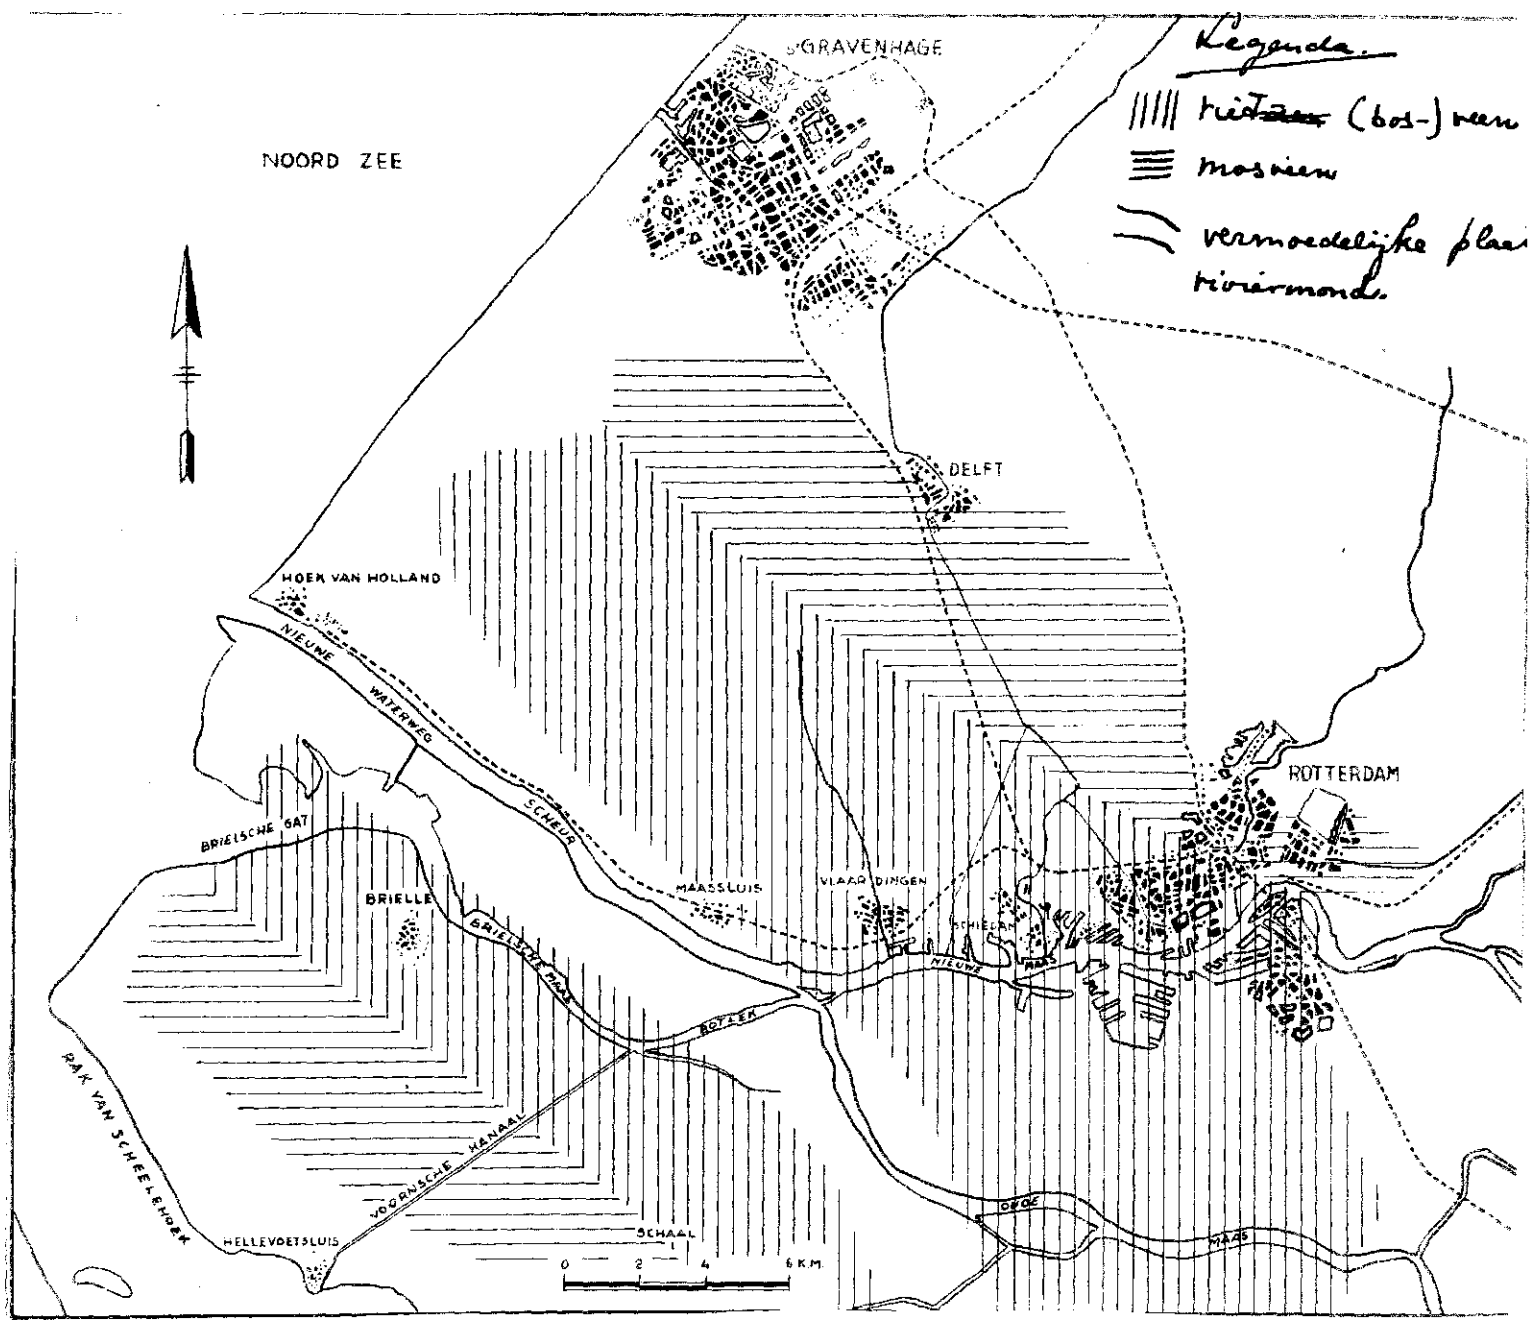 's-GRAVENHAGE
Legenda.
riet (bos-) veen
mosveen
vermoedelijke plaa
riviermond.
NOORD ZEE
DELFT
HOEK VAN HOLLAND
NIEUWE
WATERWEG
SCHEUR
ROTTERDAM
BRIELSCHE GAT
BRIELLE
MAASSLUIS
VLAARDINGEN
SCHIEDAM
BRIELSCHE MAAS
NIEUWE
MAAS
BOTLEK
RAK VAN SCHEELEHOEK
VOORNSCHE KANAAL
HELLEVOETSLUIS
OUDE
MAAS
SCHAAL
0 2 4 6 K.M.